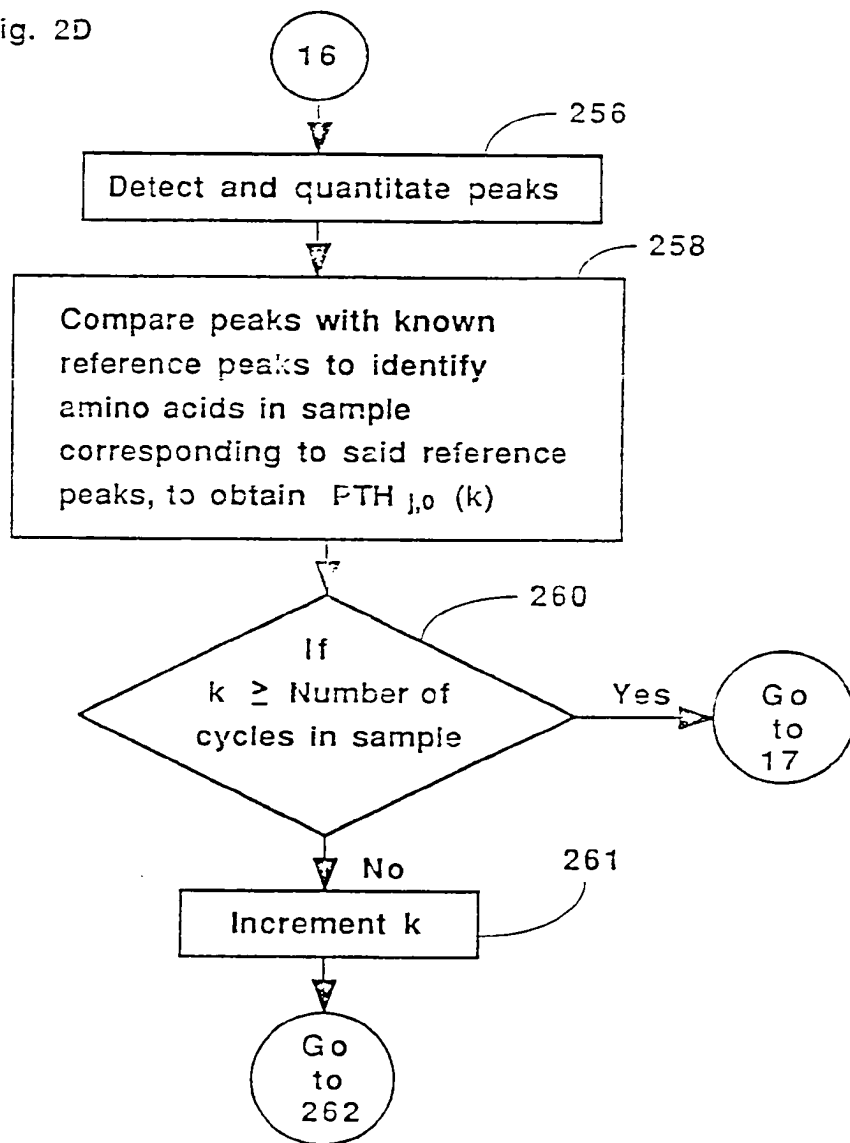 ig. 2D
16
256
Detect and quantitate peaks
258
Compare peaks with known
reference peaks to identify
amino acids in sample
corresponding to said reference
peaks, to obtain PTH j,o (k)
260
If
k ≥ Number of
cycles in sample
Yes
Go
to
17
No
261
Increment k
Go
to
262